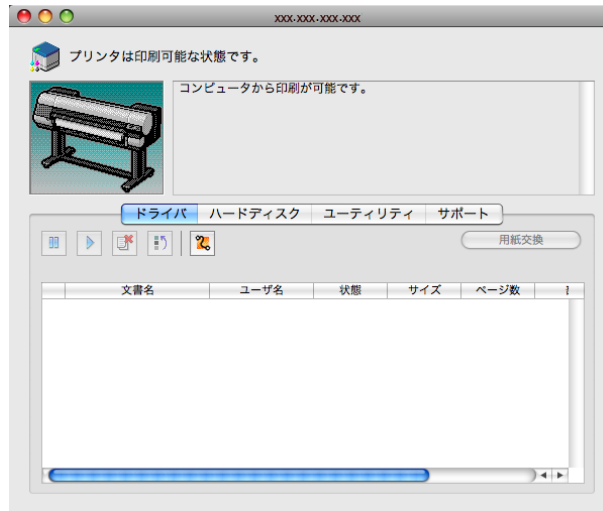 xxx-xxx-xxx-xxx
プリンタは印刷可能な状態です。
コンピュータから印刷が可能です。
ドライバ ハードディスク ユーティリティ サポート
用紙交換
文書名 ユーザ名 状態 サイズ ページ数